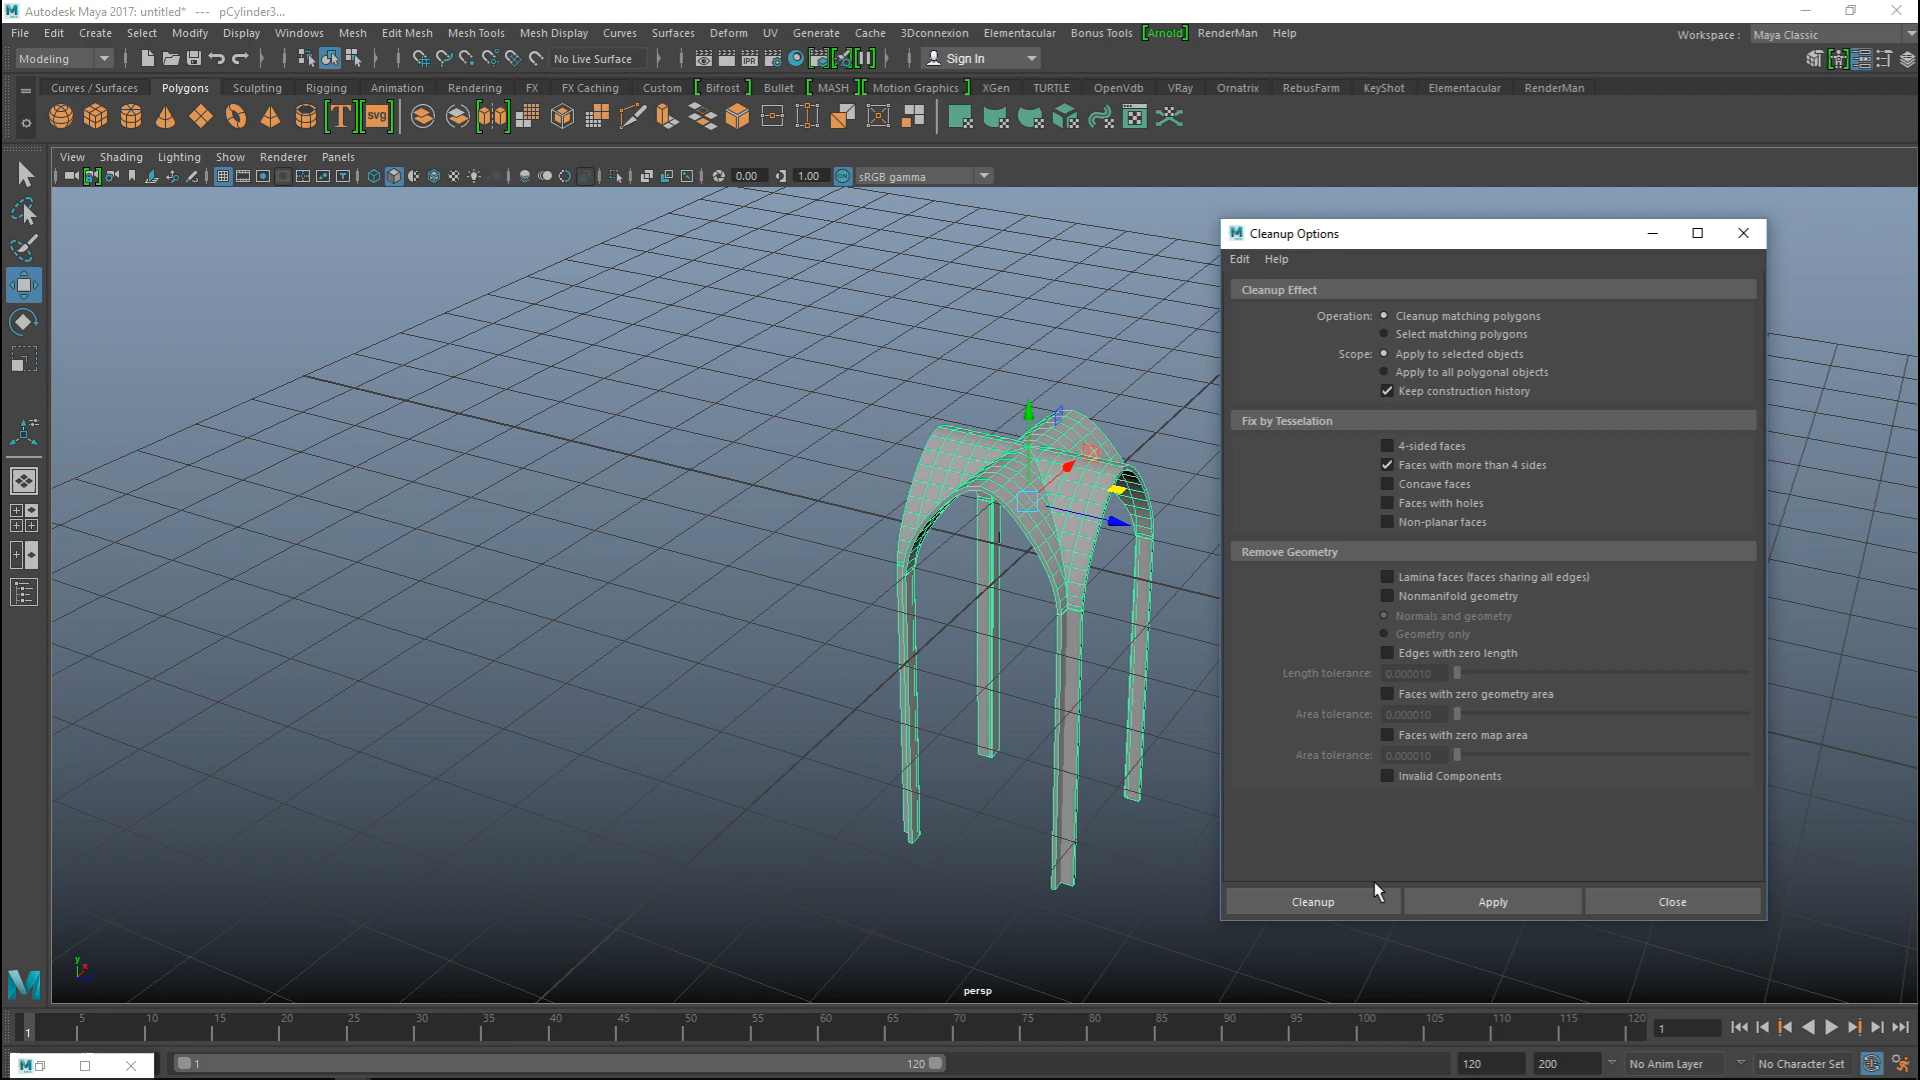 Autodesk Maya 2017: untitled* --- pCylinder3...
File Edit Create Select Modify Display Windows Mesh Edit Mesh Mesh Tools Mesh Display Curves Surfaces Deform UV Generate Cache 3Dconnexion Elementacular Bonus Tools [Arnold] RenderMan Help
Workspace : Maya Classic
Modeling No Live Surface IPR Sign In
Curves / Surfaces Polygons Sculpting Rigging Animation Rendering FX FX Caching Custom Bifrost Bullet MASH Motion Graphics XGen TURTLE OpenVdb VRay Ornatrix RebusFarm KeyShot Elementacular RenderMan
T SVG
View Shading Lighting Show Renderer Panels
0.00 1.00 ON sRGB gamma
Cleanup Options
Edit Help
Cleanup Effect
Operation: Cleanup matching polygons
Select matching polygons
Scope: Apply to selected objects
Apply to all polygonal objects
Keep construction history
Fix by Tesselation
4-sided faces
Faces with more than 4 sides
Concave faces
Faces with holes
Non-planar faces
Remove Geometry
Lamina faces (faces sharing all edges)
Nonmanifold geometry
Normals and geometry
Geometry only
Edges with zero length
Length tolerance: 0.000010
Faces with zero geometry area
Area tolerance: 0.000010
Faces with zero map area
Area tolerance: 0.000010
Invalid Components
Cleanup Apply Close
y x
persp
1 5 10 15 20 25 30 35 40 45 50 55 60 65 70 75 80 85 90 95 100 105 110 115 120 1
1 120 120 200 No Anim Layer No Character Set